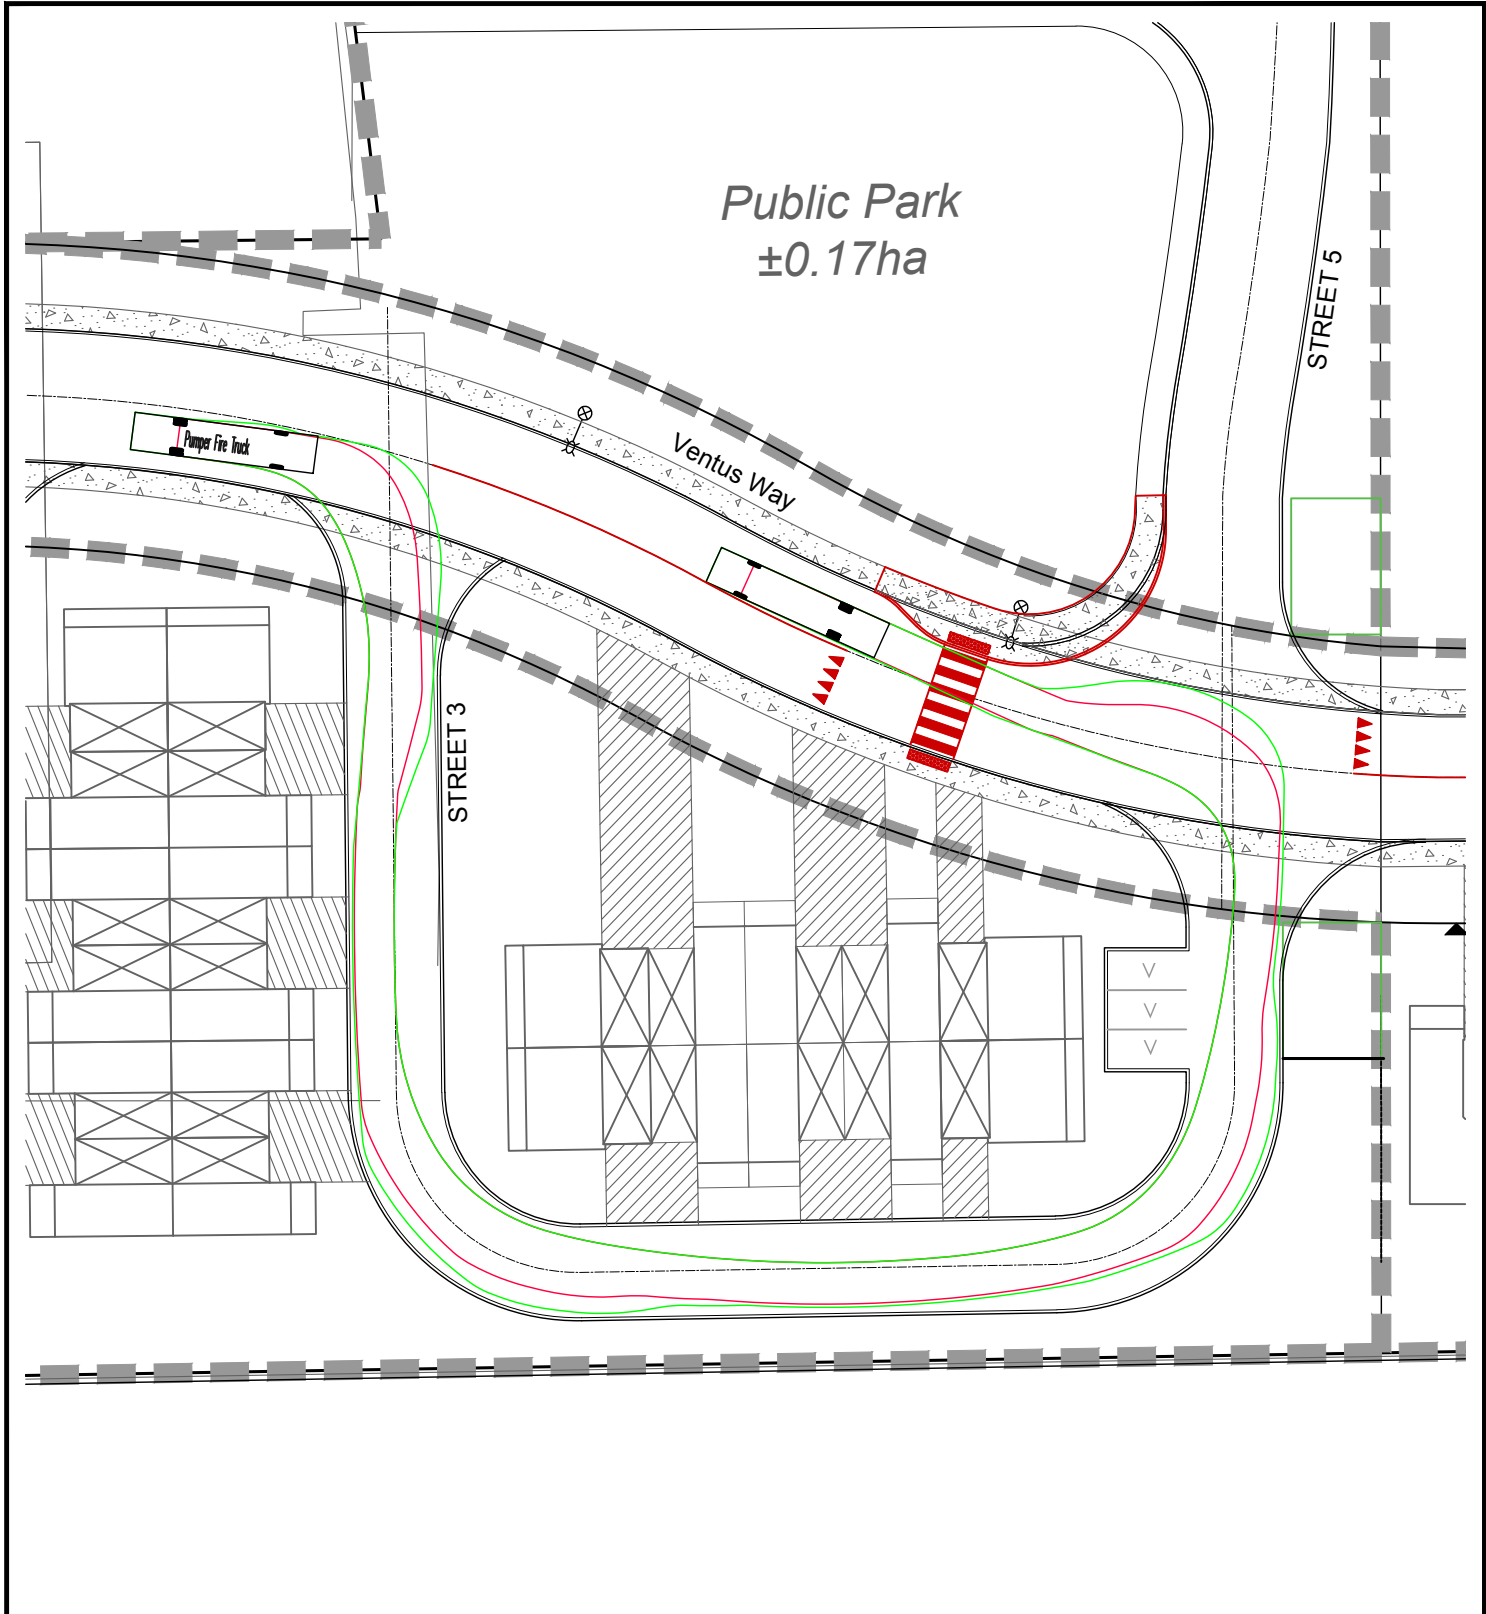 Public Park
±0.17ha
STREET 5
Pumper Fire Truck
Ventus Way
STREET 3